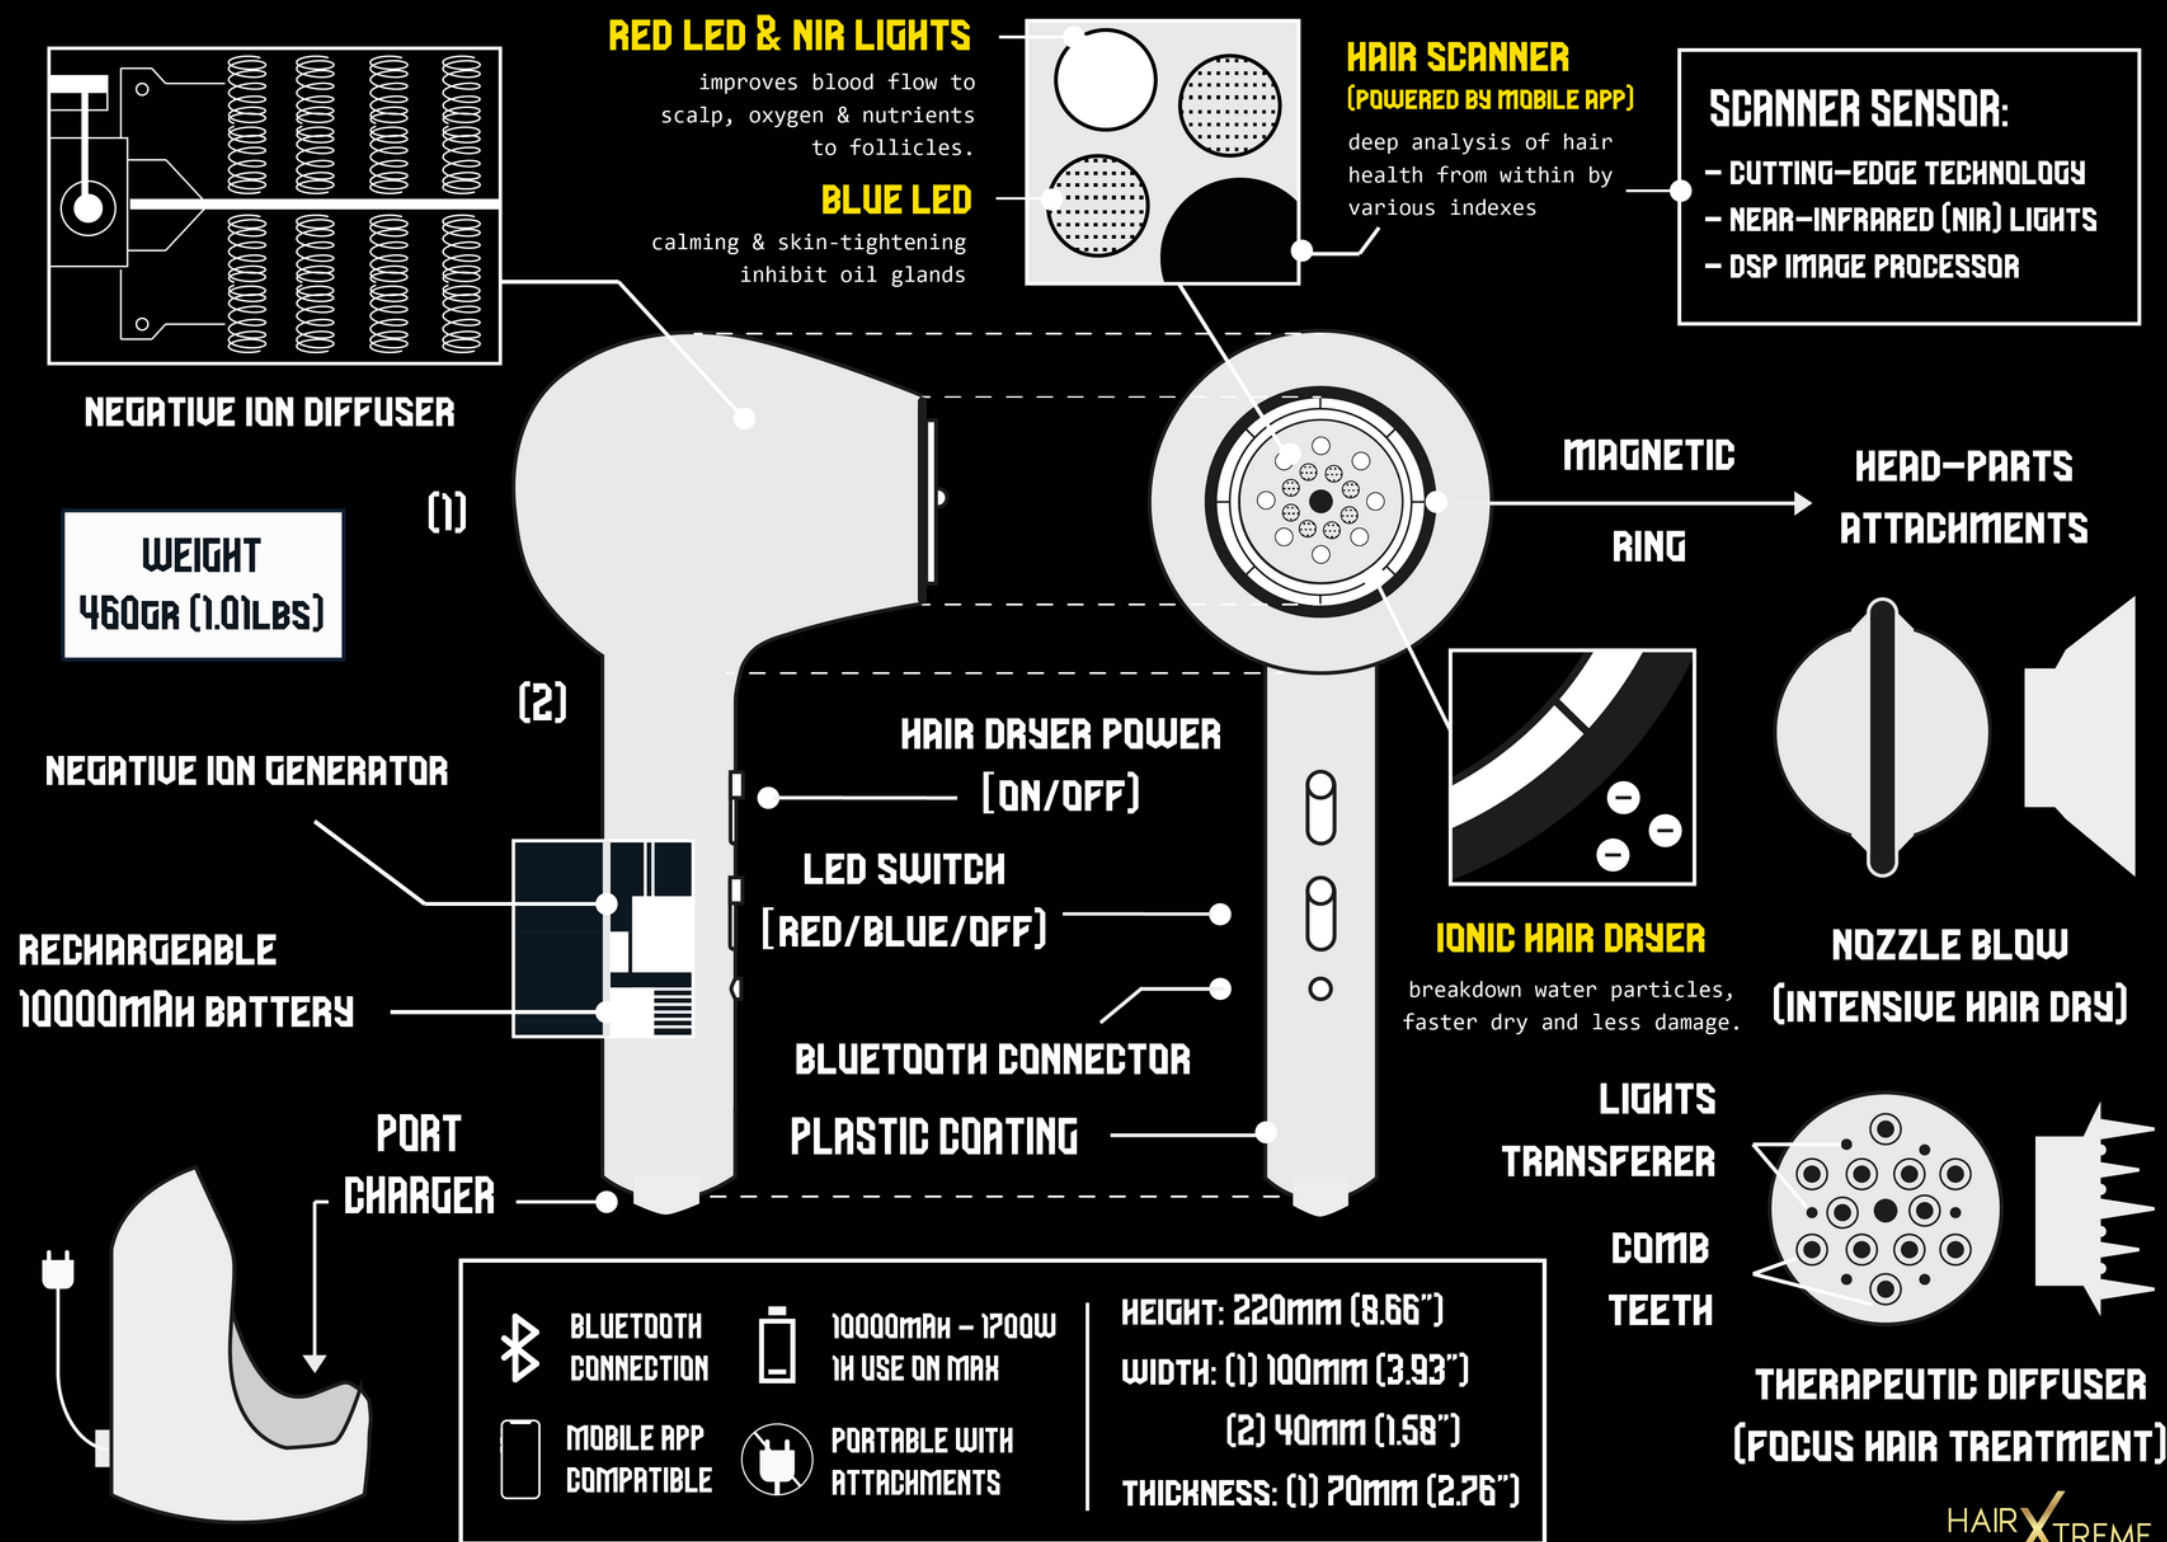 RED LED & NIR LIGHTS
improves blood flow to
scalp, oxygen & nutrients
to follicles.
BLUE LED
calming & skin-tightening
inhibit oil glands
HAIR SCANNER
(POWERED BY MOBILE APP)
deep analysis of hair
health from within by
various indexes
SCANNER SENSOR:
- CUTTING-EDGE TECHNOLOGY
- NEAR-INFRARED (NIR) LIGHTS
- DSP IMAGE PROCESSOR
NEGATIVE ION DIFFUSER
(1)
WEIGHT
460GR (1.01LBS)
(2)
MAGNETIC
RING
HEAD-PARTS
ATTACHMENTS
NEGATIVE ION GENERATOR
HAIR DRYER POWER
[ON/OFF]
LED SWITCH
[RED/BLUE/OFF]
RECHARGEABLE
10000mAH BATTERY
BLUETOOTH CONNECTOR
PLASTIC COATING
IONIC HAIR DRYER
breakdown water particles,
faster dry and less damage.
NOZZLE BLOW
(INTENSIVE HAIR DRY)
PORT
CHARGER
LIGHTS
TRANSFERER
COMB
TEETH
THERAPEUTIC DIFFUSER
(FOCUS HAIR TREATMENT)
BLUETOOTH
CONNECTION
10000mAH - 1700W
1H USE ON MAX
MOBILE APP
COMPATIBLE
PORTABLE WITH
ATTACHMENTS
HEIGHT: 220mm (8.66")
WIDTH: (1) 100mm (3.93")
(2) 40mm (1.58")
THICKNESS: (1) 70mm (2.76")
HAIR XTREME